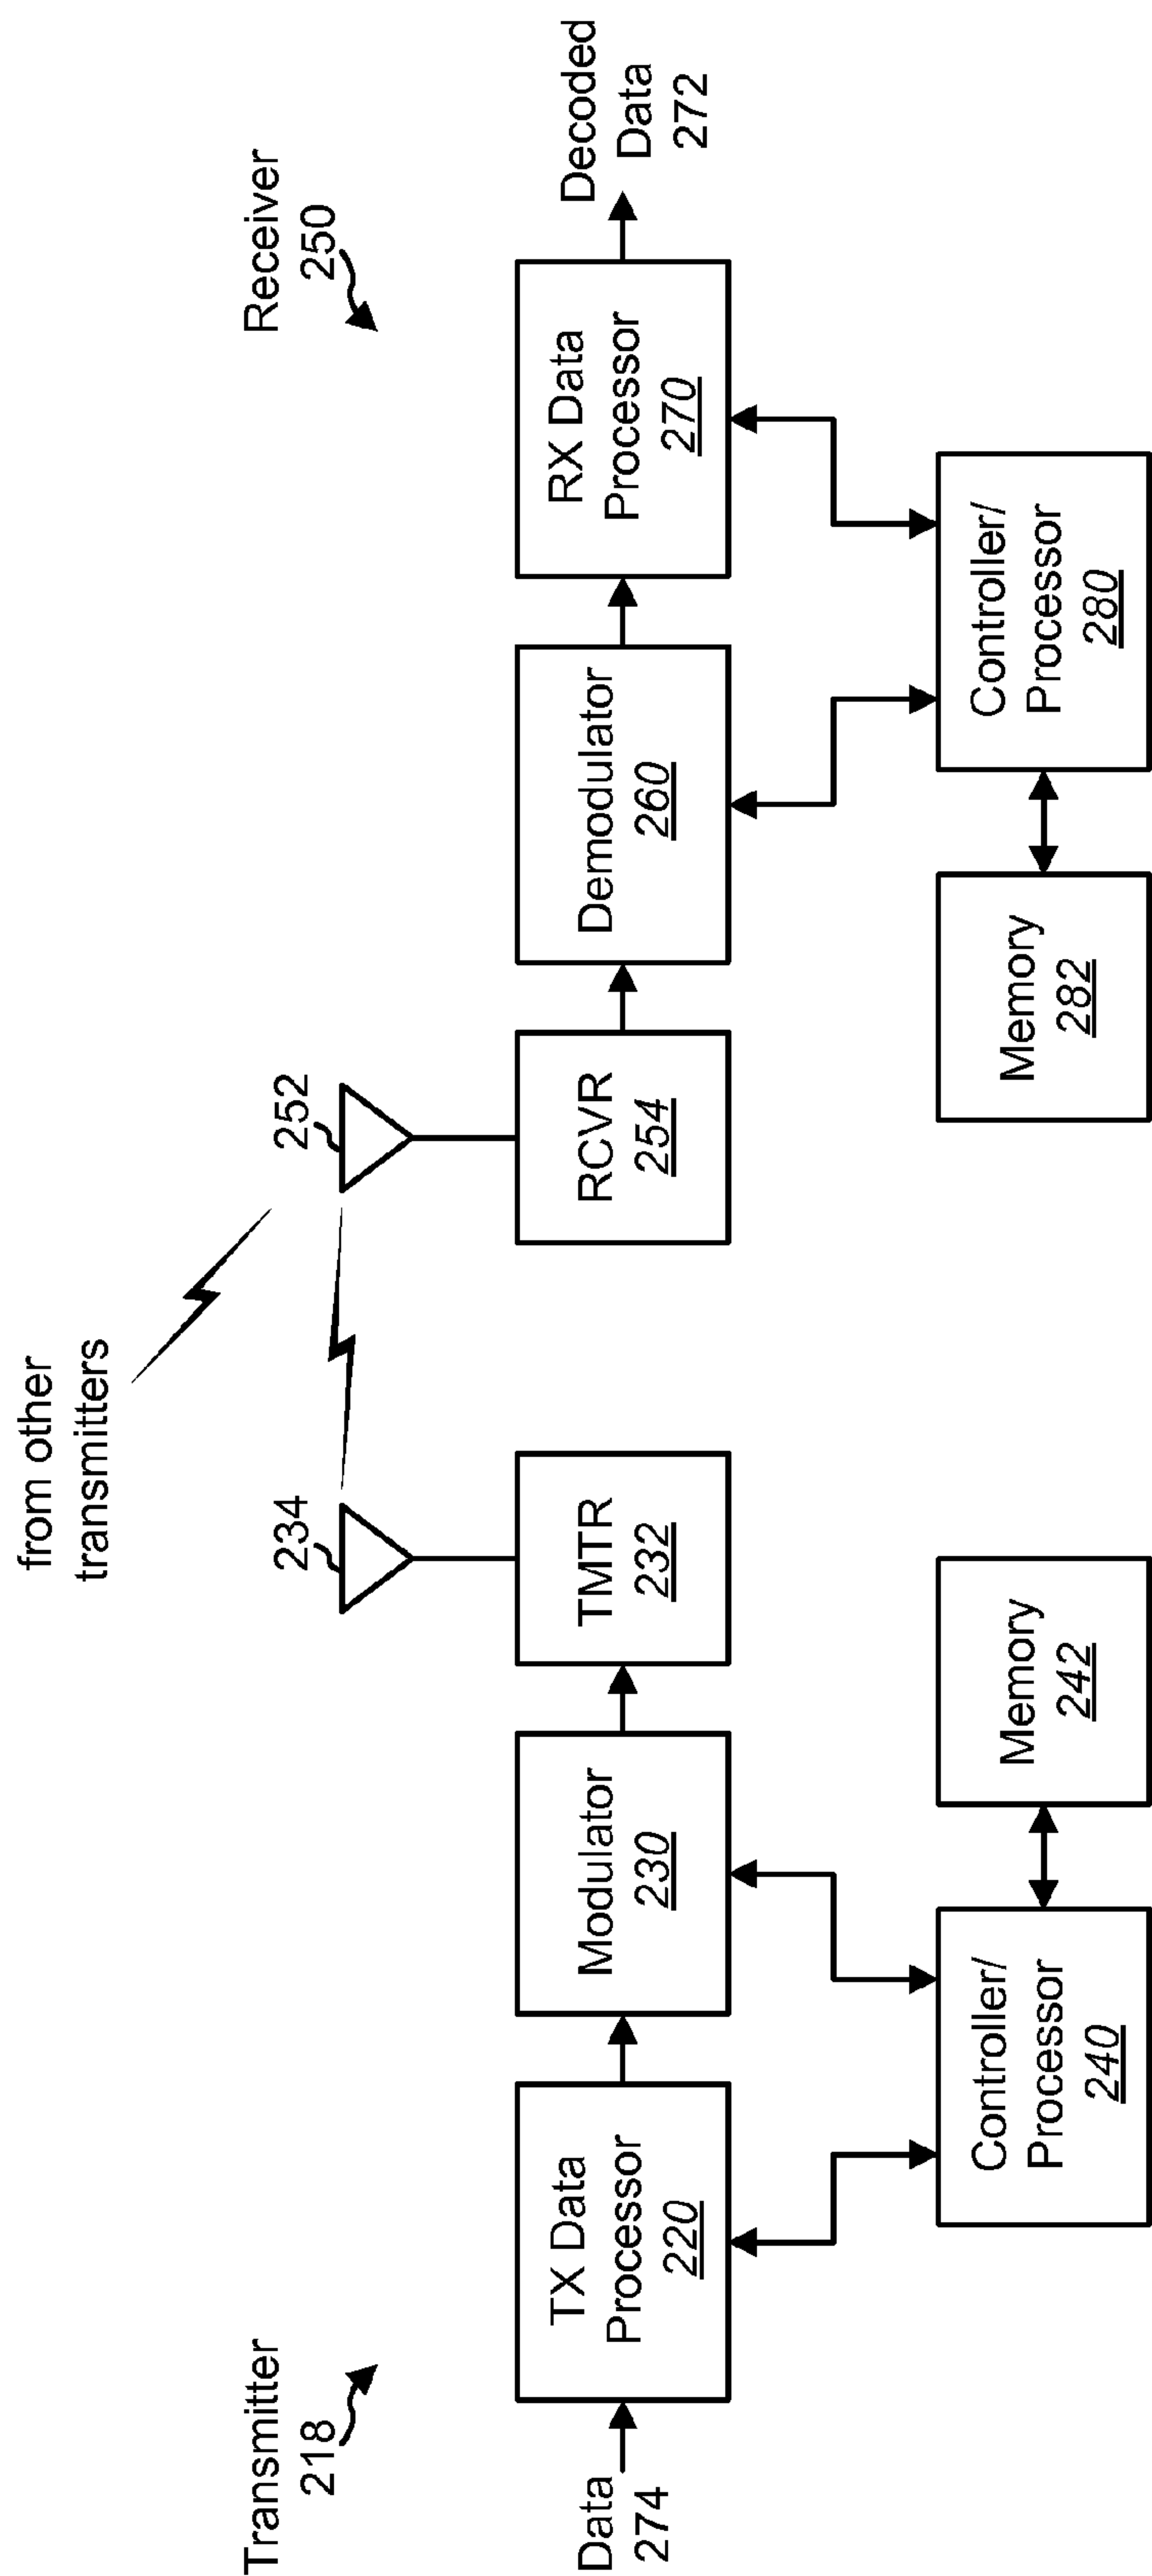 from other
transmitters
Transmitter
218
Receiver
250
234
252
Data
274
TX Data
Processor
220
Modulator
230
TMTR
232
RCVR
254
Demodulator
260
RX Data
Processor
270
Decoded
Data
272
Controller/
Processor
240
Memory
242
Memory
282
Controller/
Processor
280